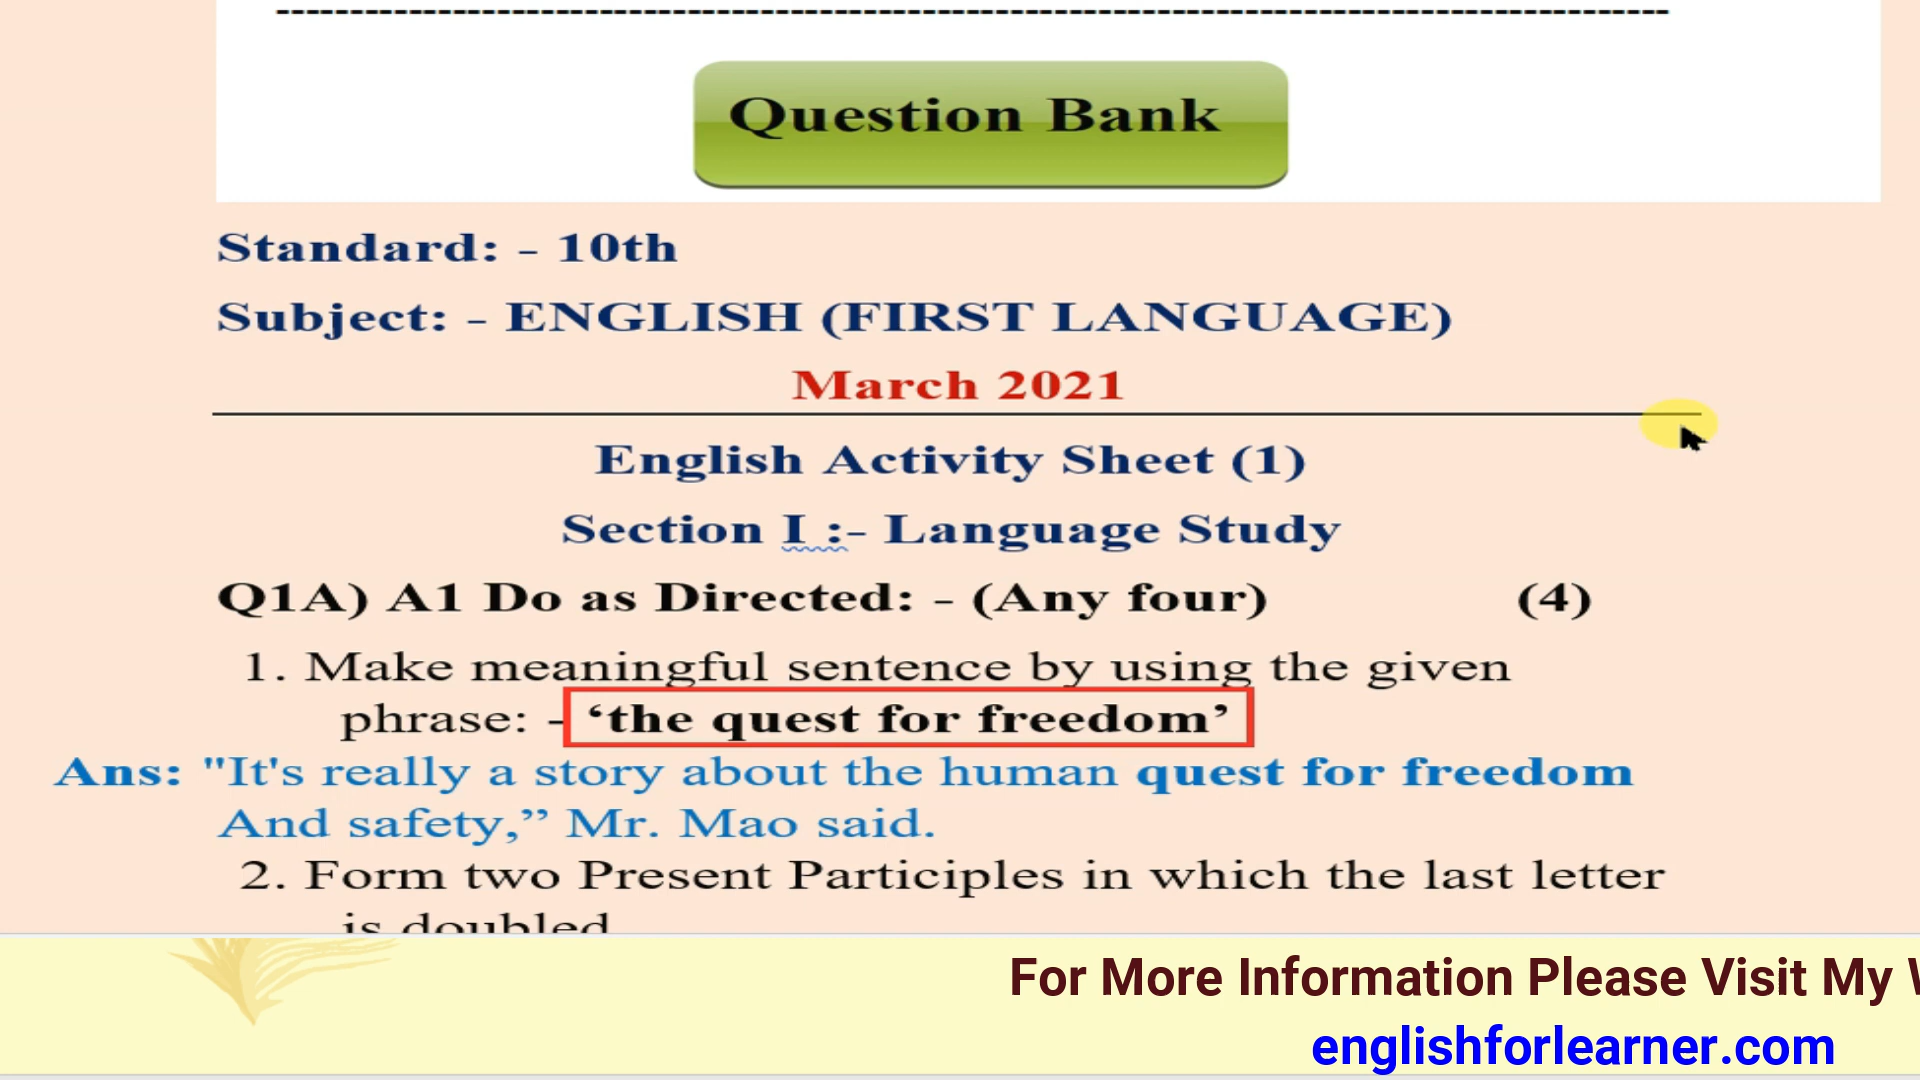 Question Bank
Standard: - 10th
Subject: - ENGLISH (FIRST LANGUAGE)
March 2021
English Activity Sheet (1)
Section I :- Language Study
Q1A) A1 Do as Directed: - (Any four) (4)
1. Make meaningful sentence by using the given
phrase: - ‘the quest for freedom’
Ans: "It's really a story about the human quest for freedom
And safety,” Mr. Mao said.
2. Form two Present Participles in which the last letter
is doubled
For More Information Please Visit My
englishforlearner.com